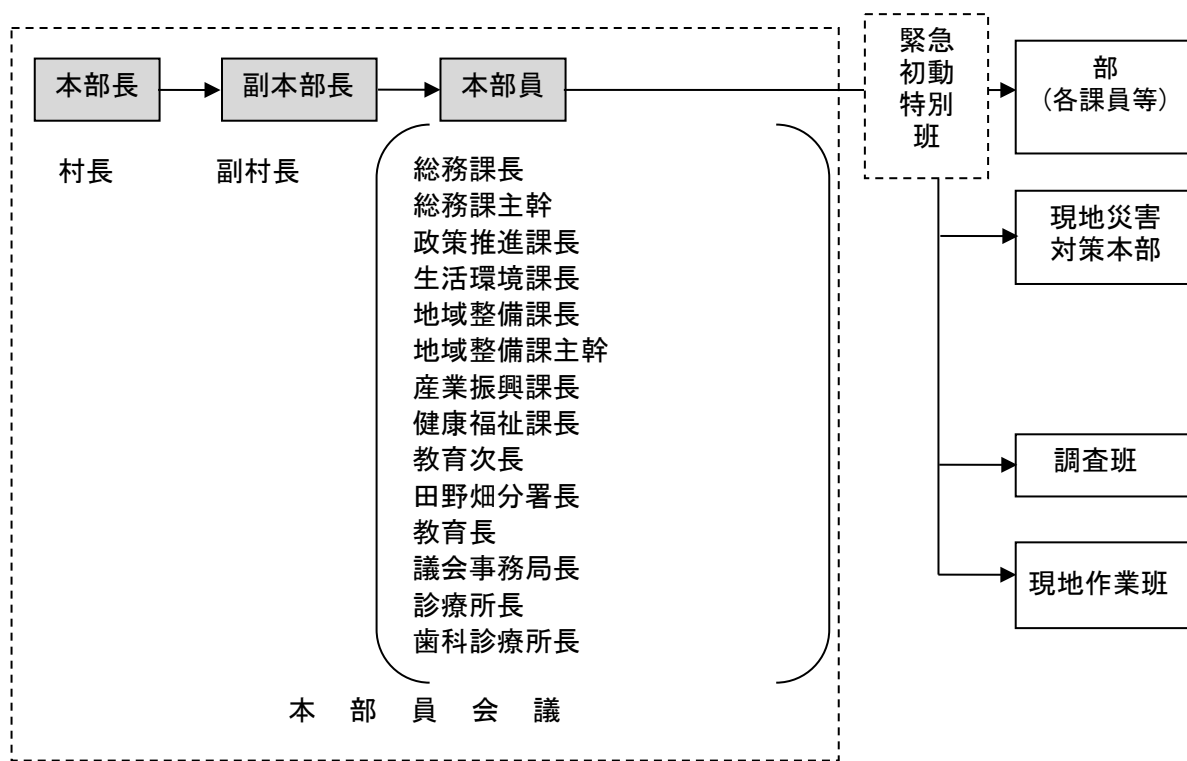 本部長
副本部長
本部員
村長
副村長
総務課長
総務課主幹
政策推進課長
生活環境課長
地域整備課長
地域整備課主幹
産業振興課長
健康福祉課長
教育次長
田野畑分署長
教育長
議会事務局長
診療所長
歯科診療所長
本部員会議
緊急
初動
特別
班
部
（各課員等）
現地災害
対策本部
調査班
現地作業班